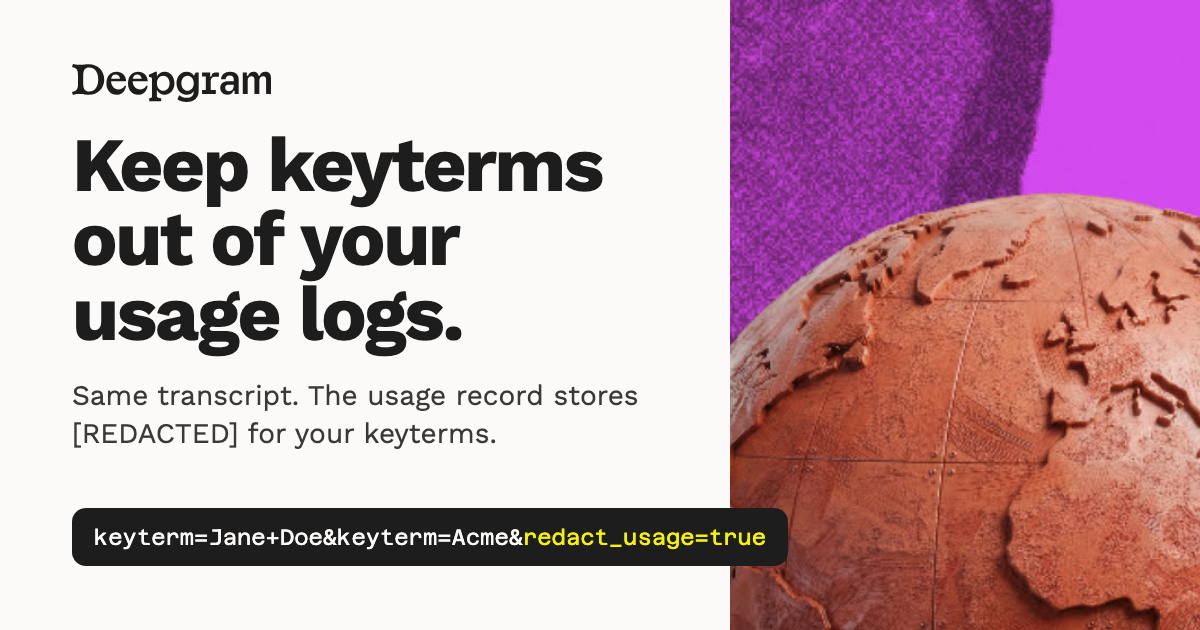 Deepgram
Keep keyterms
out of your
usage logs.
Same transcript. The usage record stores
[REDACTED] for your keyterms.
keyterm=Jane+Doe&keyterm=Acme&redact_usage=true